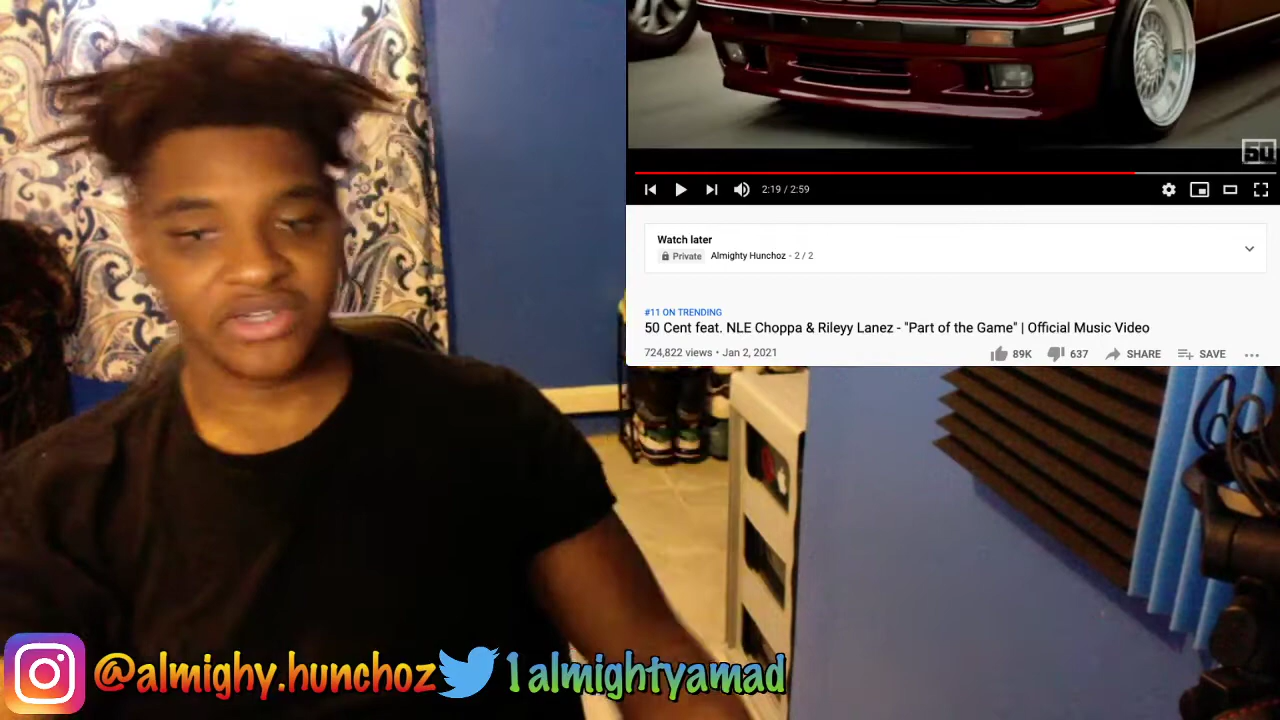 5Q
2:19 / 2:59
Watch later
Private Almighty Hunchoz - 2 / 2
#11 ON TRENDING
50 Cent feat. NLE Choppa & Rileyy Lanez - "Part of the Game" | Official Music Video
724,822 views • Jan 2, 2021 89K 637 SHARE SAVE
@almighy.hunchoz 1almightyamad